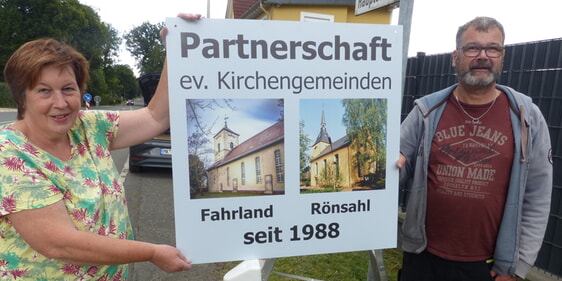 Partnerschaft
ev. Kirchengemeinden
Fahrland Rönsahl
seit 1988
BLUE JEANS
UNION MADE